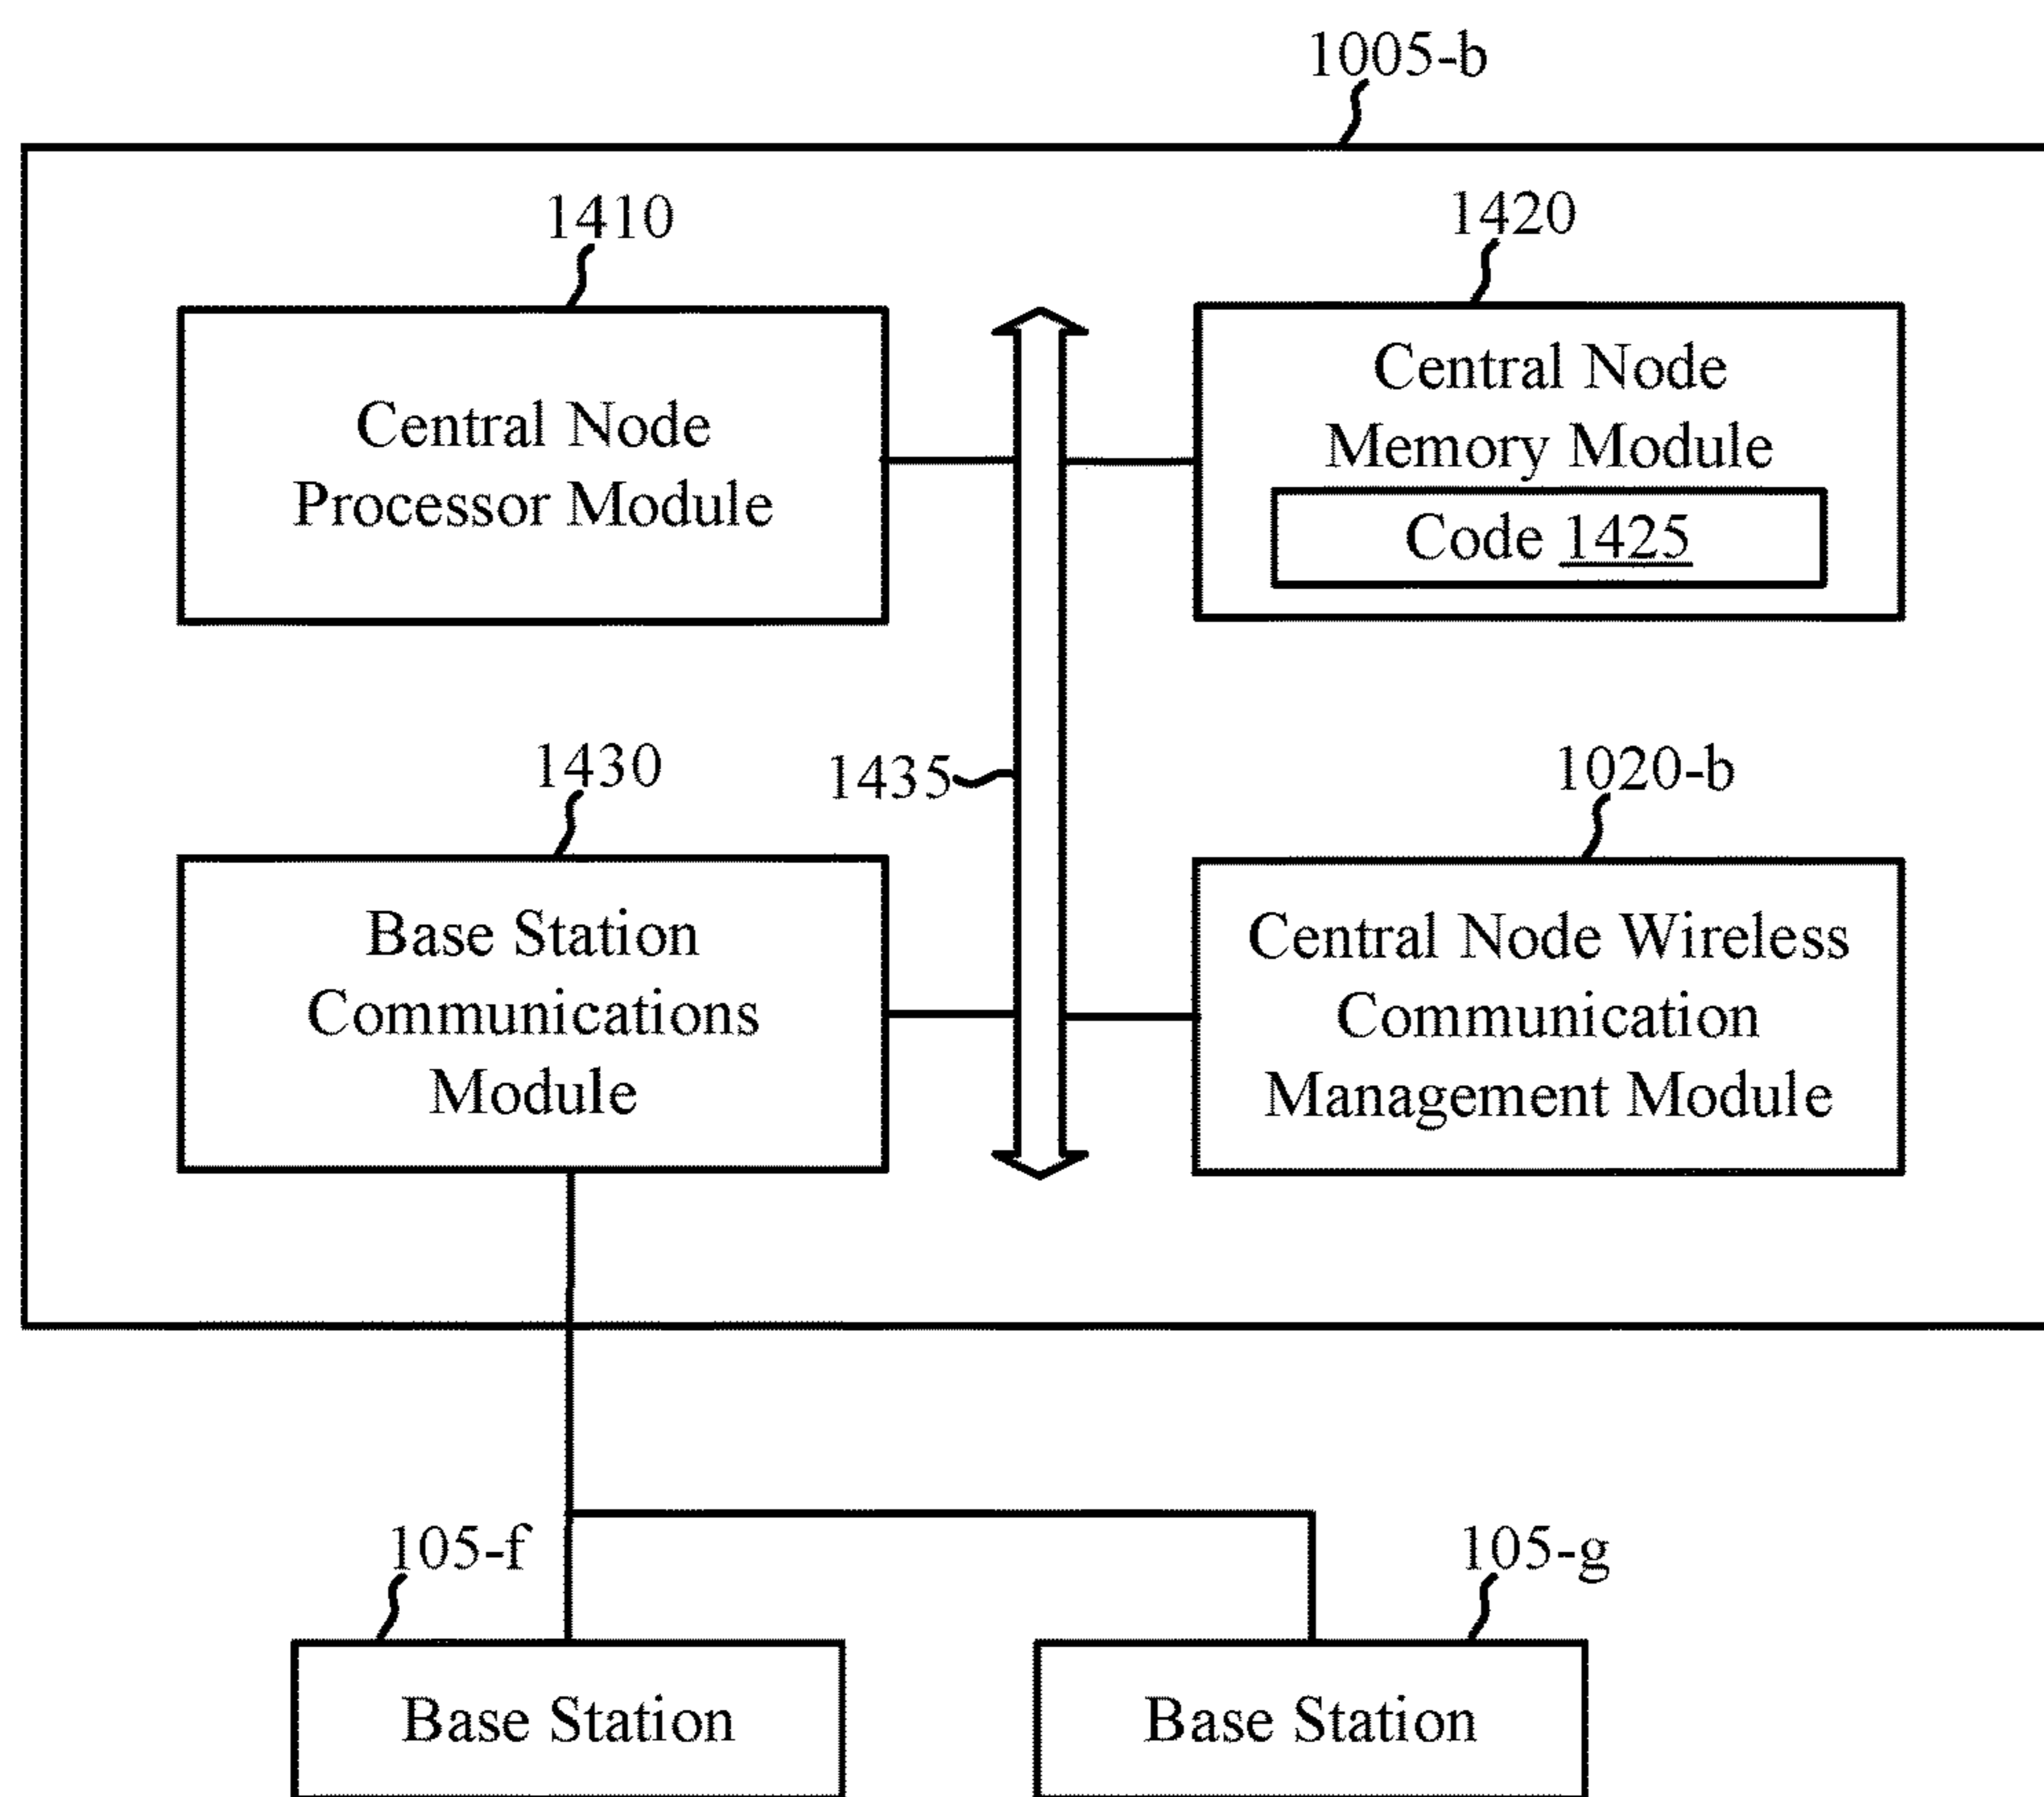 1005-b
1410
1420
Central Node
Processor Module
Central Node
Memory Module
Code 1425
1430
1435
1020-b
Base Station
Communications
Module
Central Node Wireless
Communication
Management Module
105-f
105-g
Base Station
Base Station